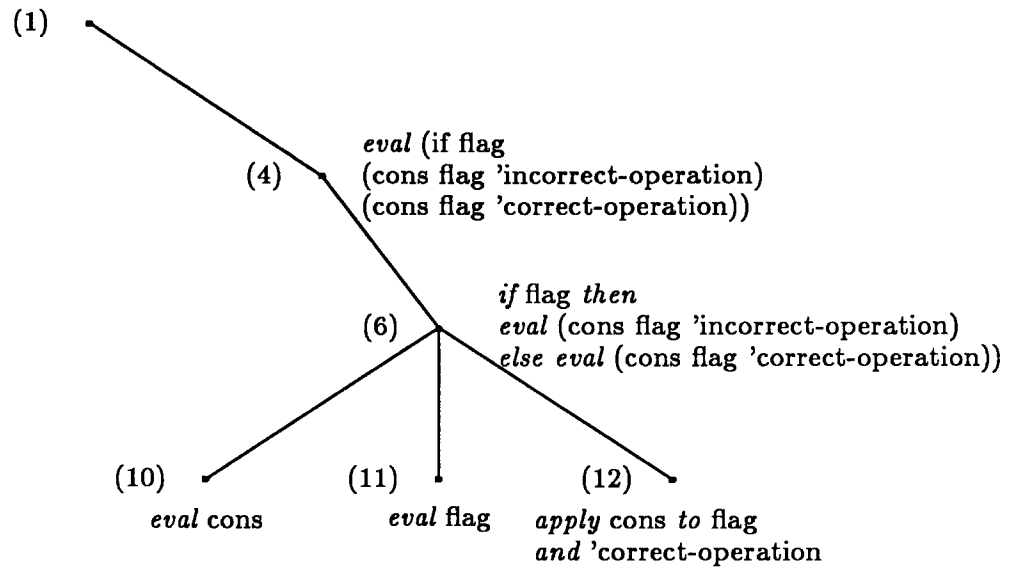 (1)
(4)
eval (if flag
(cons flag 'incorrect-operation)
(cons flag 'correct-operation))
(6)
if flag then
eval (cons flag 'incorrect-operation)
else eval (cons flag 'correct-operation))
(10)
eval cons
(11)
eval flag
(12)
apply cons to flag
and 'correct-operation